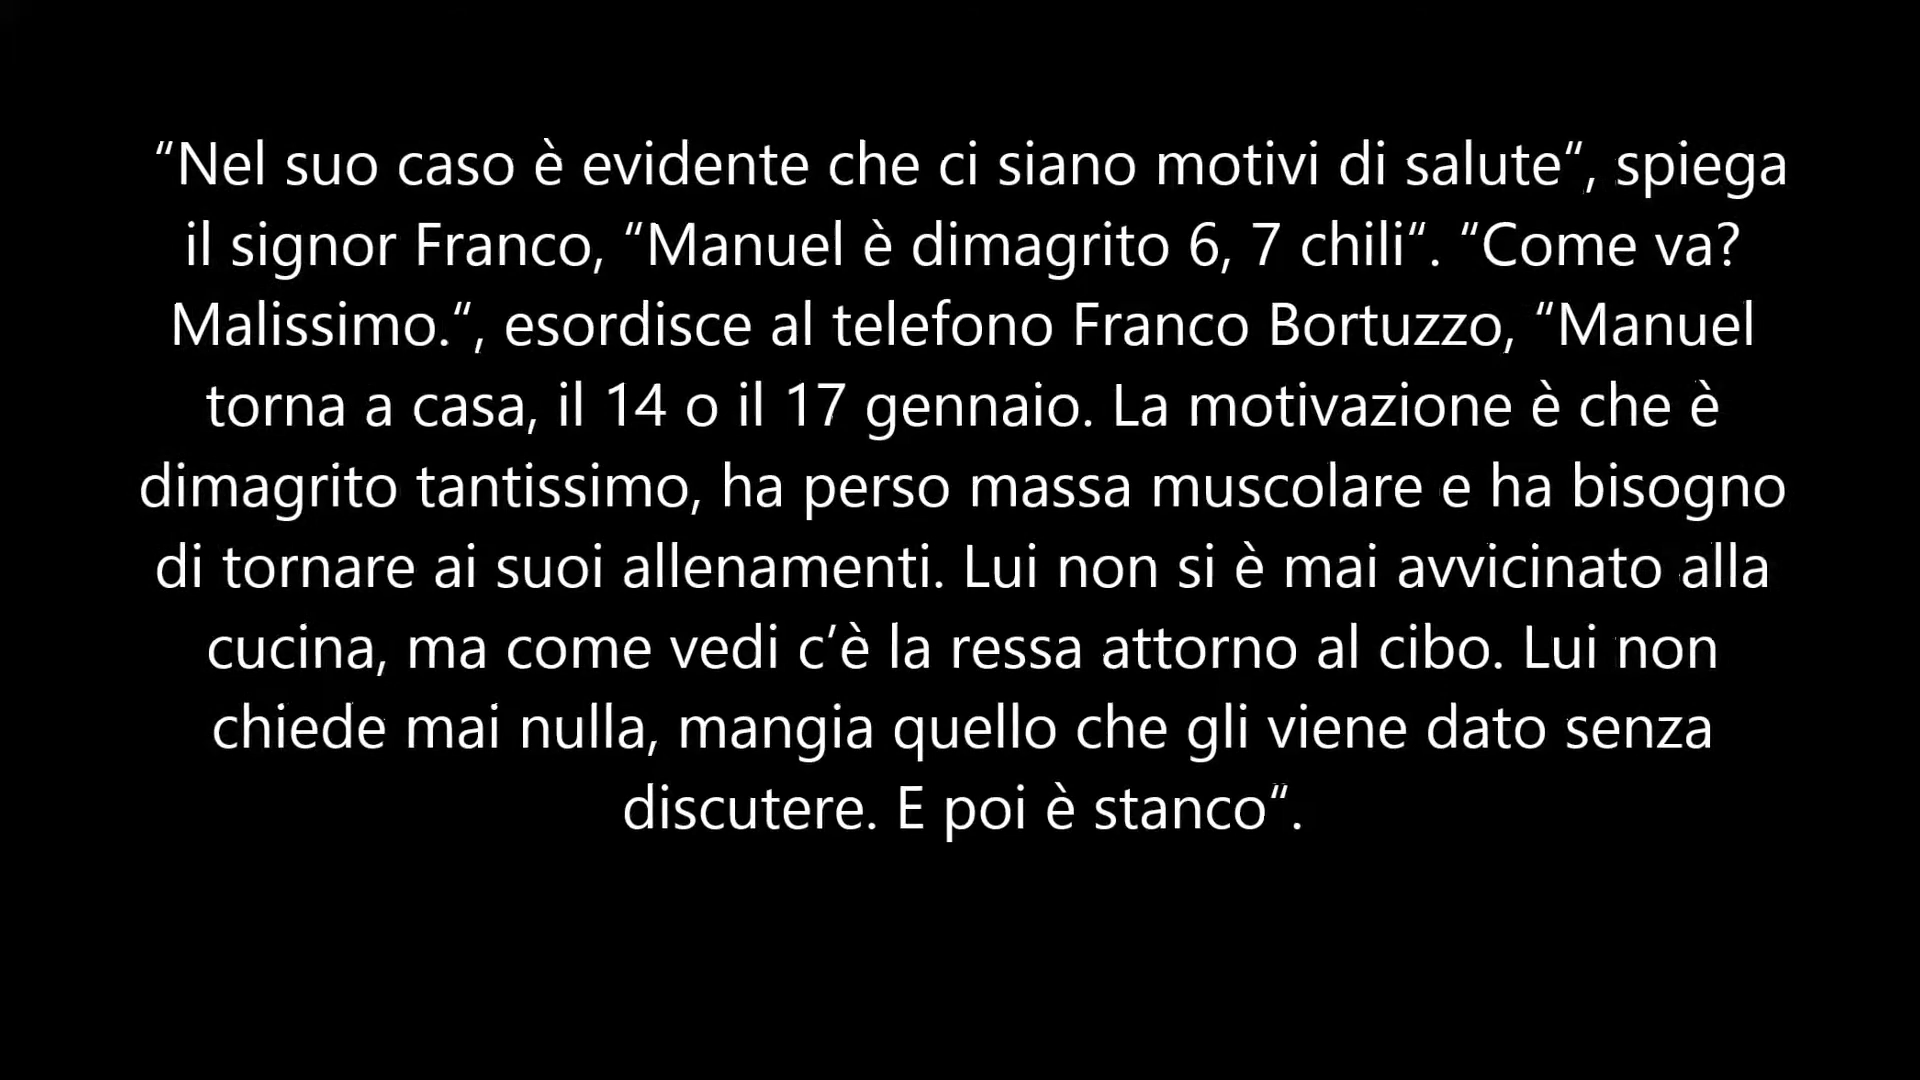 “Nel suo caso è evidente che ci siano motivi di salute“, spiega
il signor Franco, “Manuel è dimagrito 6, 7 chili“. “Come va?
Malissimo.“, esordisce al telefono Franco Bortuzzo, “Manuel
torna a casa, il 14 o il 17 gennaio. La motivazione è che è
dimagrito tantissimo, ha perso massa muscolare e ha bisogno
di tornare ai suoi allenamenti. Lui non si è mai avvicinato alla
cucina, ma come vedi c’è la ressa attorno al cibo. Lui non
chiede mai nulla, mangia quello che gli viene dato senza
discutere. E poi è stanco“.